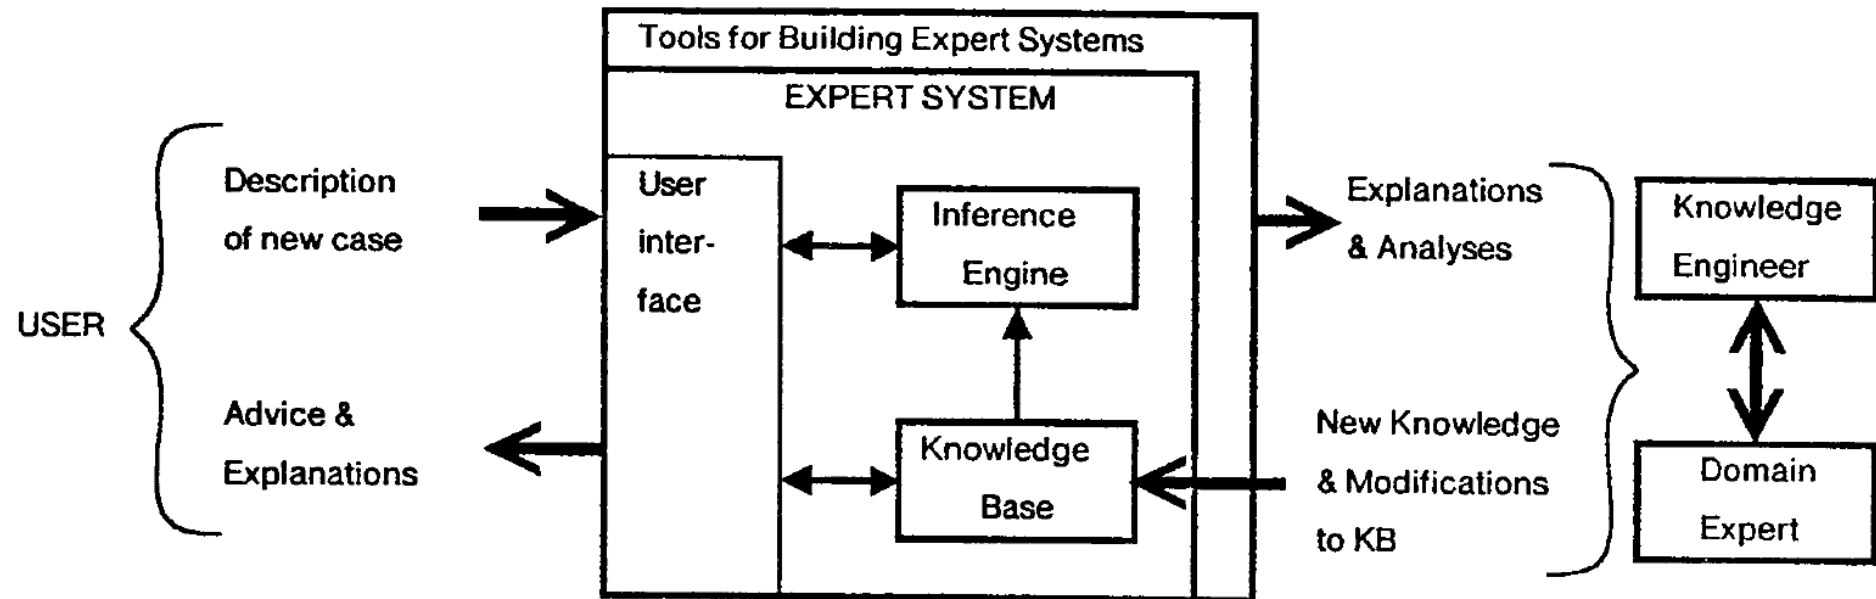 Tools for Building Expert Systems
EXPERT SYSTEM
USER
Description
of new case
Advice &
Explanations
User
inter-
face
Inference
Engine
Knowledge
Base
Explanations
& Analyses
New Knowledge
& Modifications
to KB
Knowledge
Engineer
Domain
Expert